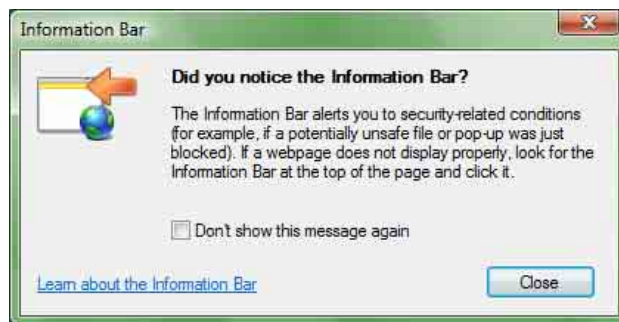 Information Bar
Did you notice the Information Bar?
The Information Bar alerts you to security-related conditions
(for example, if a potentially unsafe file or pop-up was just
blocked). If a webpage does not display properly, look for the
Information Bar at the top of the page and click it.
Don't show this message again
Learn about the Information Bar
Close